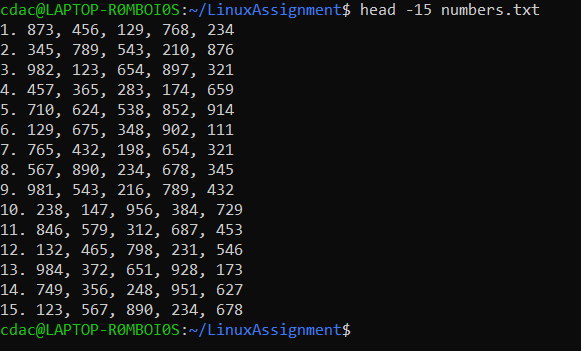 cdac@LAPTOP-R0MBOI0S:~/LinuxAssignment$ head -15 numbers.txt
1. 873, 456, 129, 768, 234
2. 345, 789, 543, 210, 876
3. 982, 123, 654, 897, 321
4. 457, 365, 283, 174, 659
5. 710, 624, 538, 852, 914
6. 129, 675, 348, 902, 111
7. 765, 432, 198, 654, 321
8. 567, 890, 234, 678, 345
9. 981, 543, 216, 789, 432
10. 238, 147, 956, 384, 729
11. 846, 579, 312, 687, 453
12. 132, 465, 798, 231, 546
13. 984, 372, 651, 928, 173
14. 749, 356, 248, 951, 627
15. 123, 567, 890, 234, 678
cdac@LAPTOP-R0MBOI0S:~/LinuxAssignment$